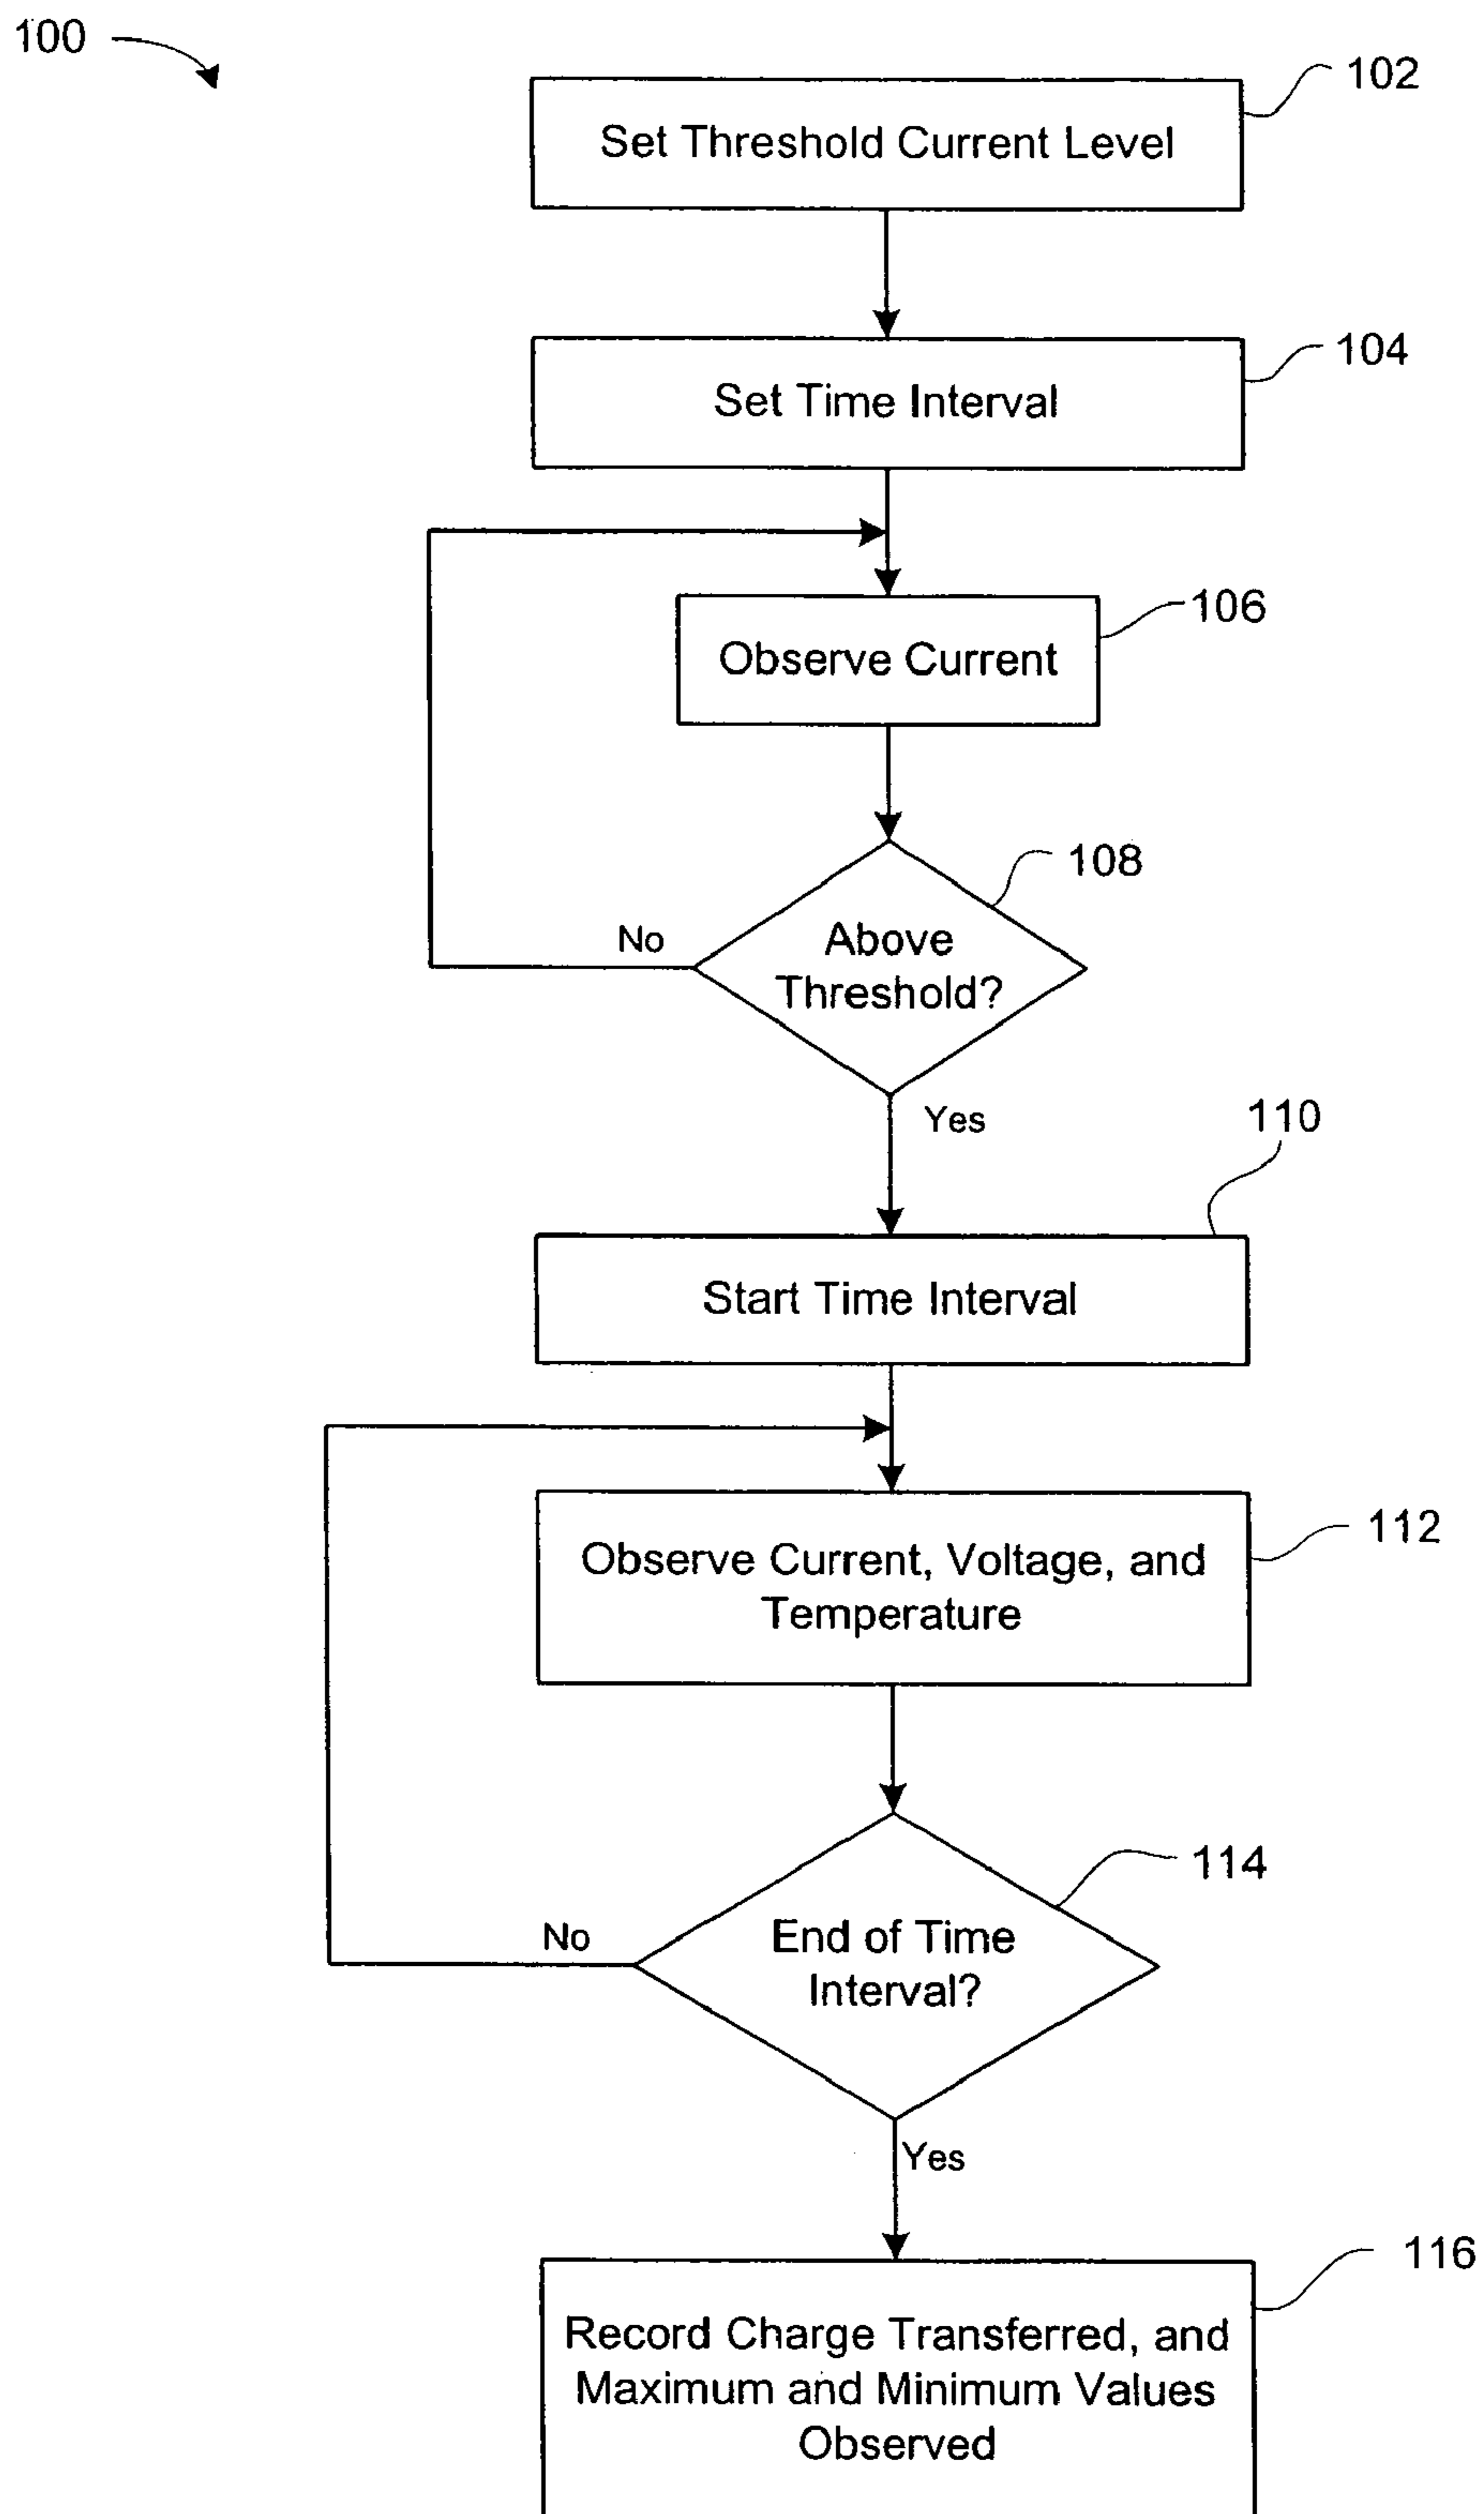 100
102
Set Threshold Current Level
104
Set Time Interval
106
Observe Current
108
No
Above
Threshold?
Yes
110
Start Time Interval
112
Observe Current, Voltage, and
Temperature
114
No
End of Time
Interval?
Yes
116
Record Charge Transferred, and
Maximum and Minimum Values
Observed